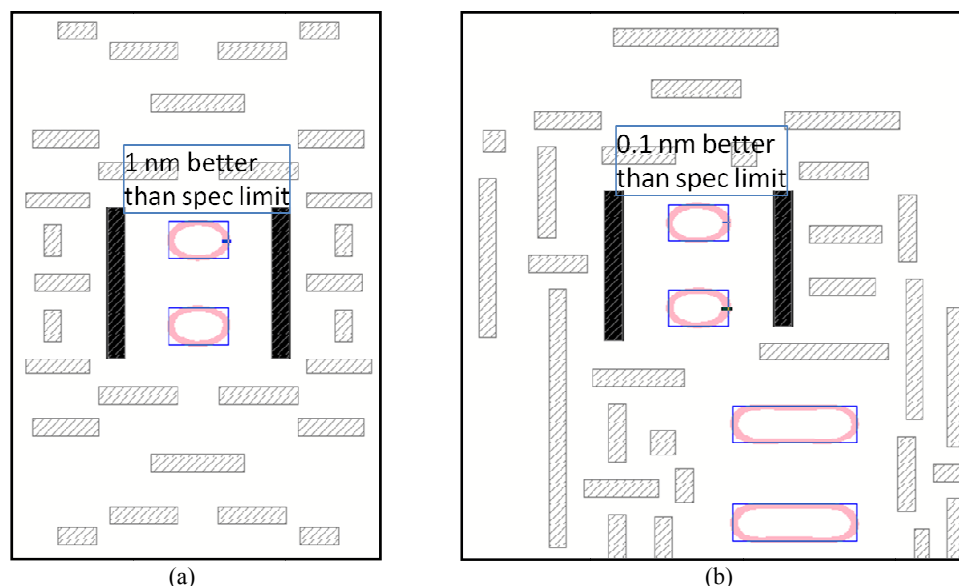 1 nm better
than spec limit
0.1 nm better
than spec limit
(a)
(b)